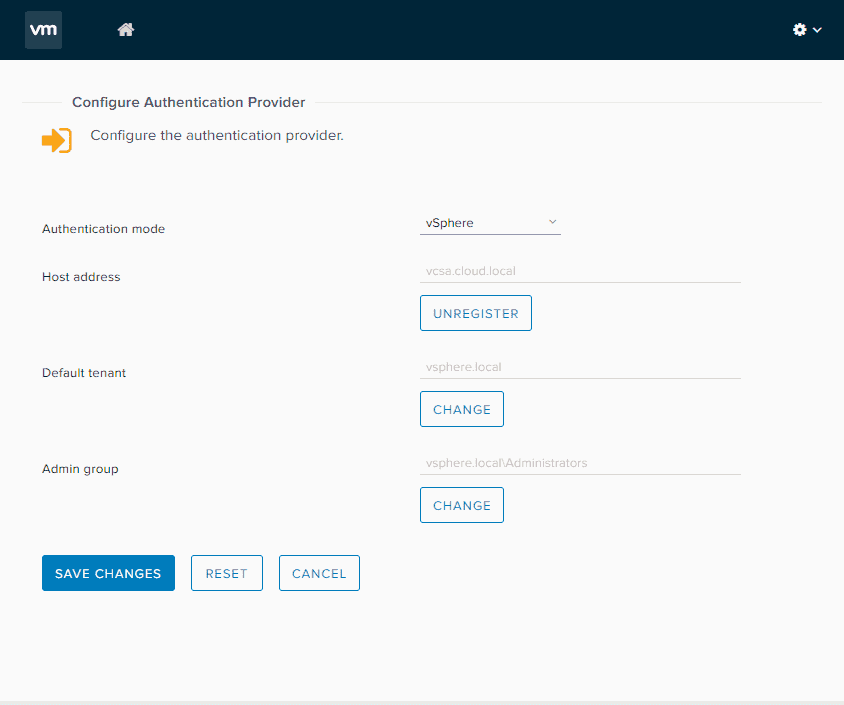 vm
Configure Authentication Provider
Configure the authentication provider.
Authentication mode
vSphere
Host address
vcsa.cloud.local
UNREGISTER
Default tenant
vsphere.local
CHANGE
Admin group
vsphere.local\Administrators
CHANGE
SAVE CHANGES RESET CANCEL